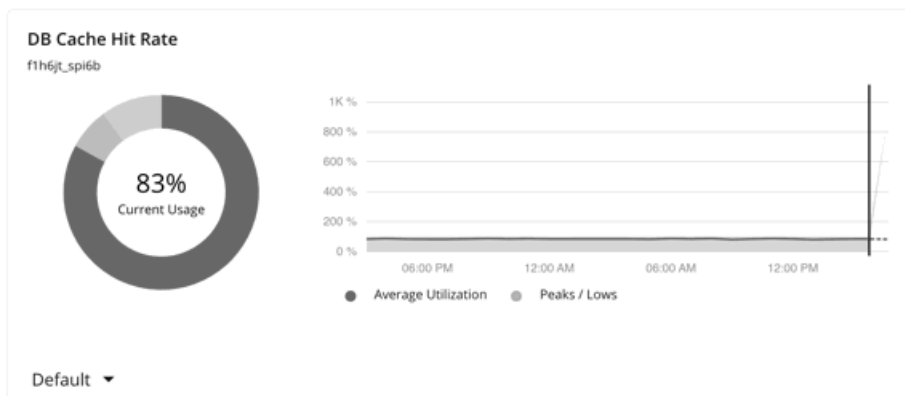 DB Cache Hit Rate
f1h6jt_spi6b
83%
Current Usage
1K %
800 %
600 %
400 %
200 %
0 %
06:00 PM 12:00 AM 06:00 AM 12:00 PM
Average Utilization Peaks / Lows
Default